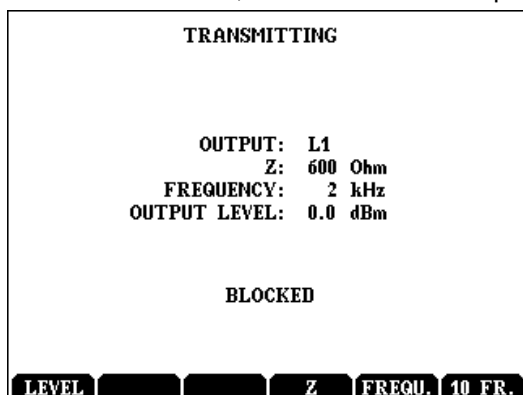 TRANSMITTING
OUTPUT: L1
Z: 600 Ohm
FREQUENCY: 2 kHz
OUTPUT LEVEL: 0.0 dBm
BLOCKED
LEVEL Z FREQU. 10 FR.